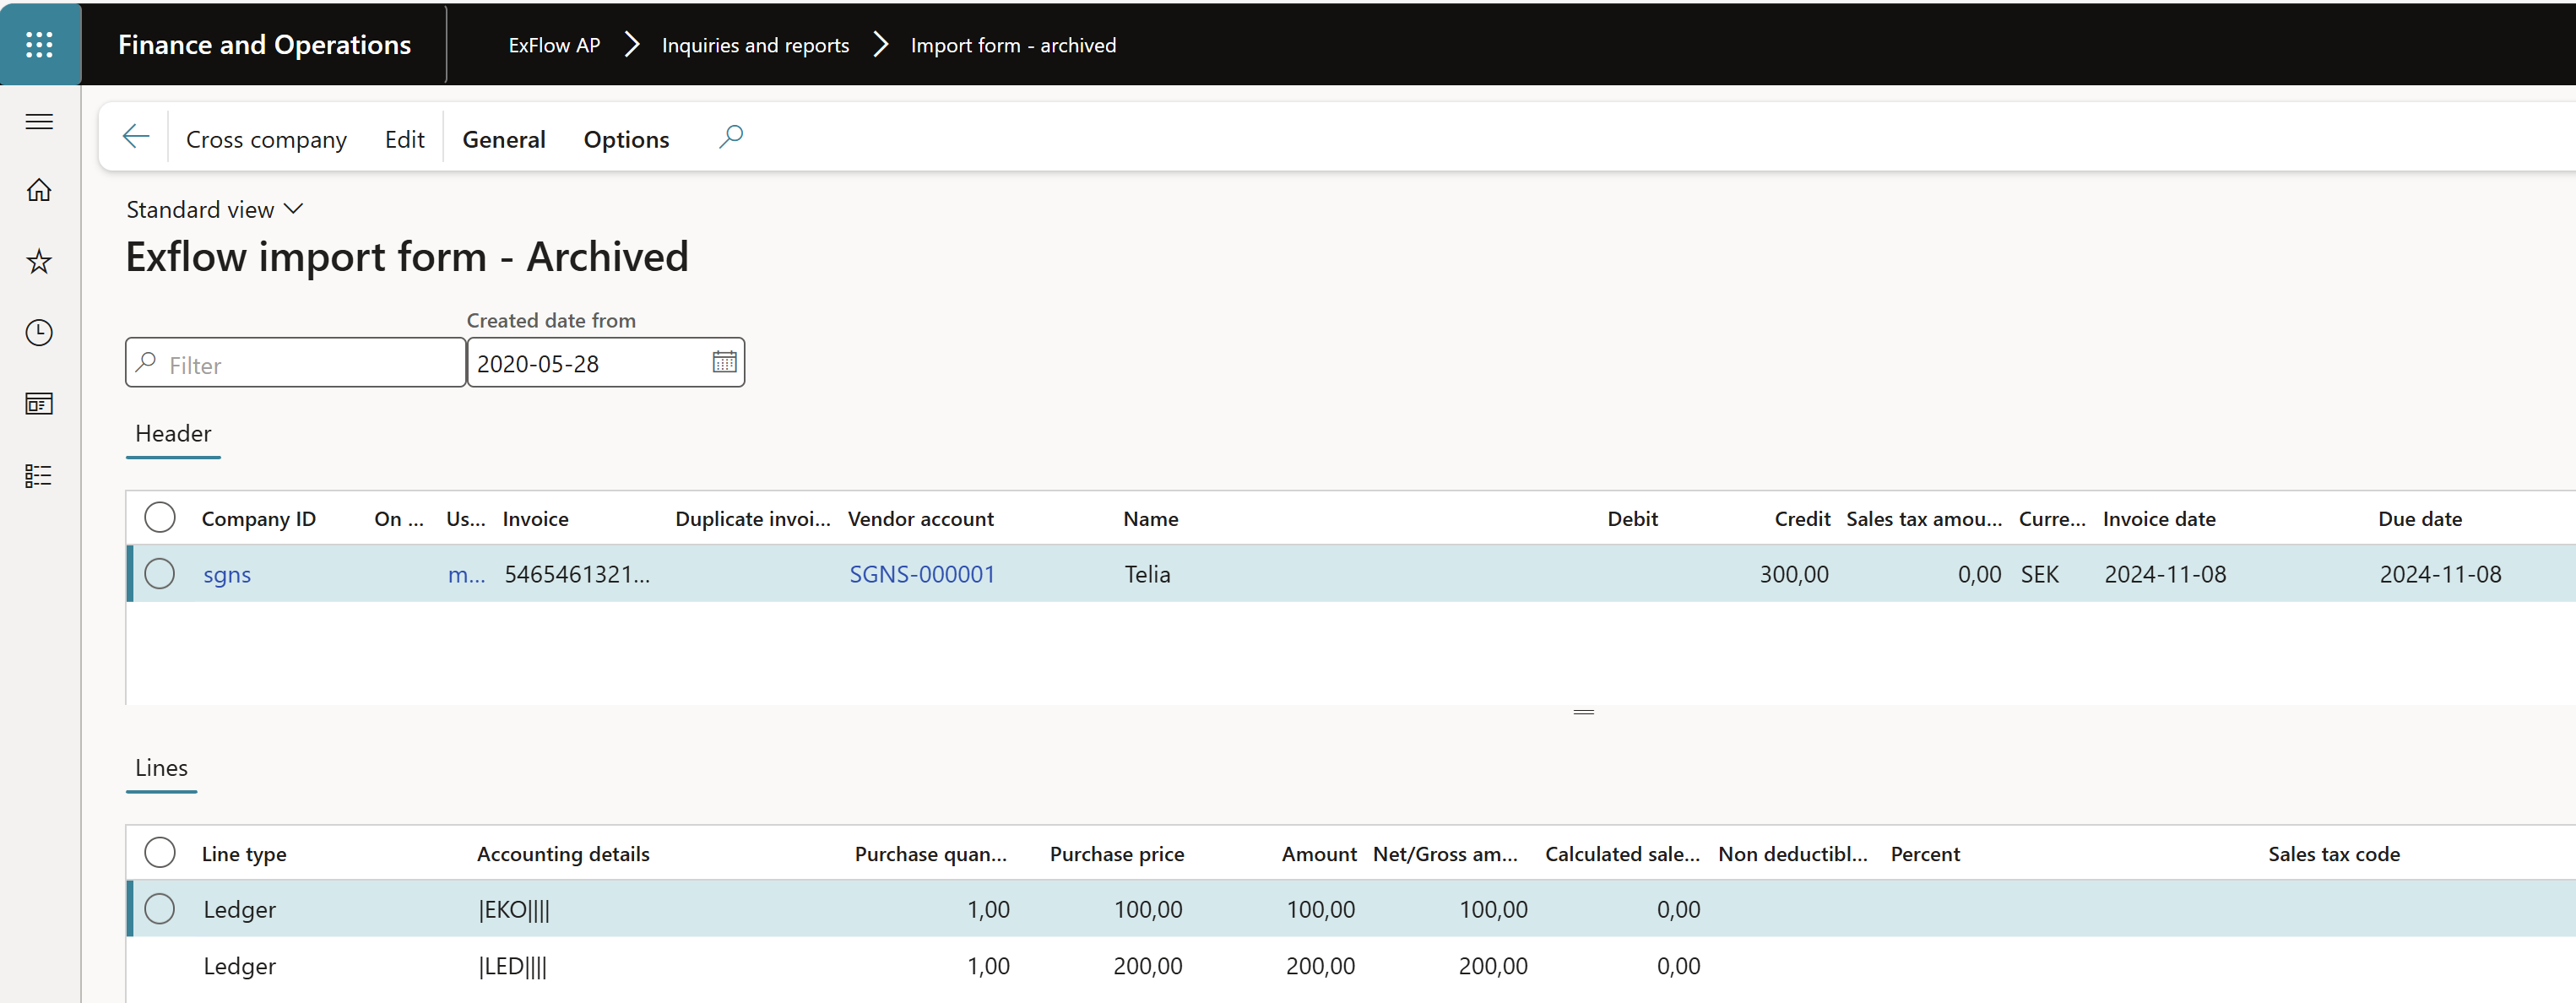 Finance and Operations ExFlow AP Inquiries and reports Import form - archived
Cross company Edit General Options
Standard view
Exflow import form - Archived
Created date from
Filter 2020-05-28
Header
Company ID On ... Us... Invoice Duplicate invoi... Vendor account Name Debit Credit Sales tax amou... Curre... Invoice date Due date
sgns m... 5465461321... SGNS-000001 Telia 300,00 0,00 SEK 2024-11-08 2024-11-08
Lines
Line type Accounting details Purchase quan... Purchase price Amount Net/Gross am... Calculated sale... Non deductibl... Percent Sales tax code
Ledger |EKO|||| 1,00 100,00 100,00 100,00 0,00
Ledger |LED|||| 1,00 200,00 200,00 200,00 0,00